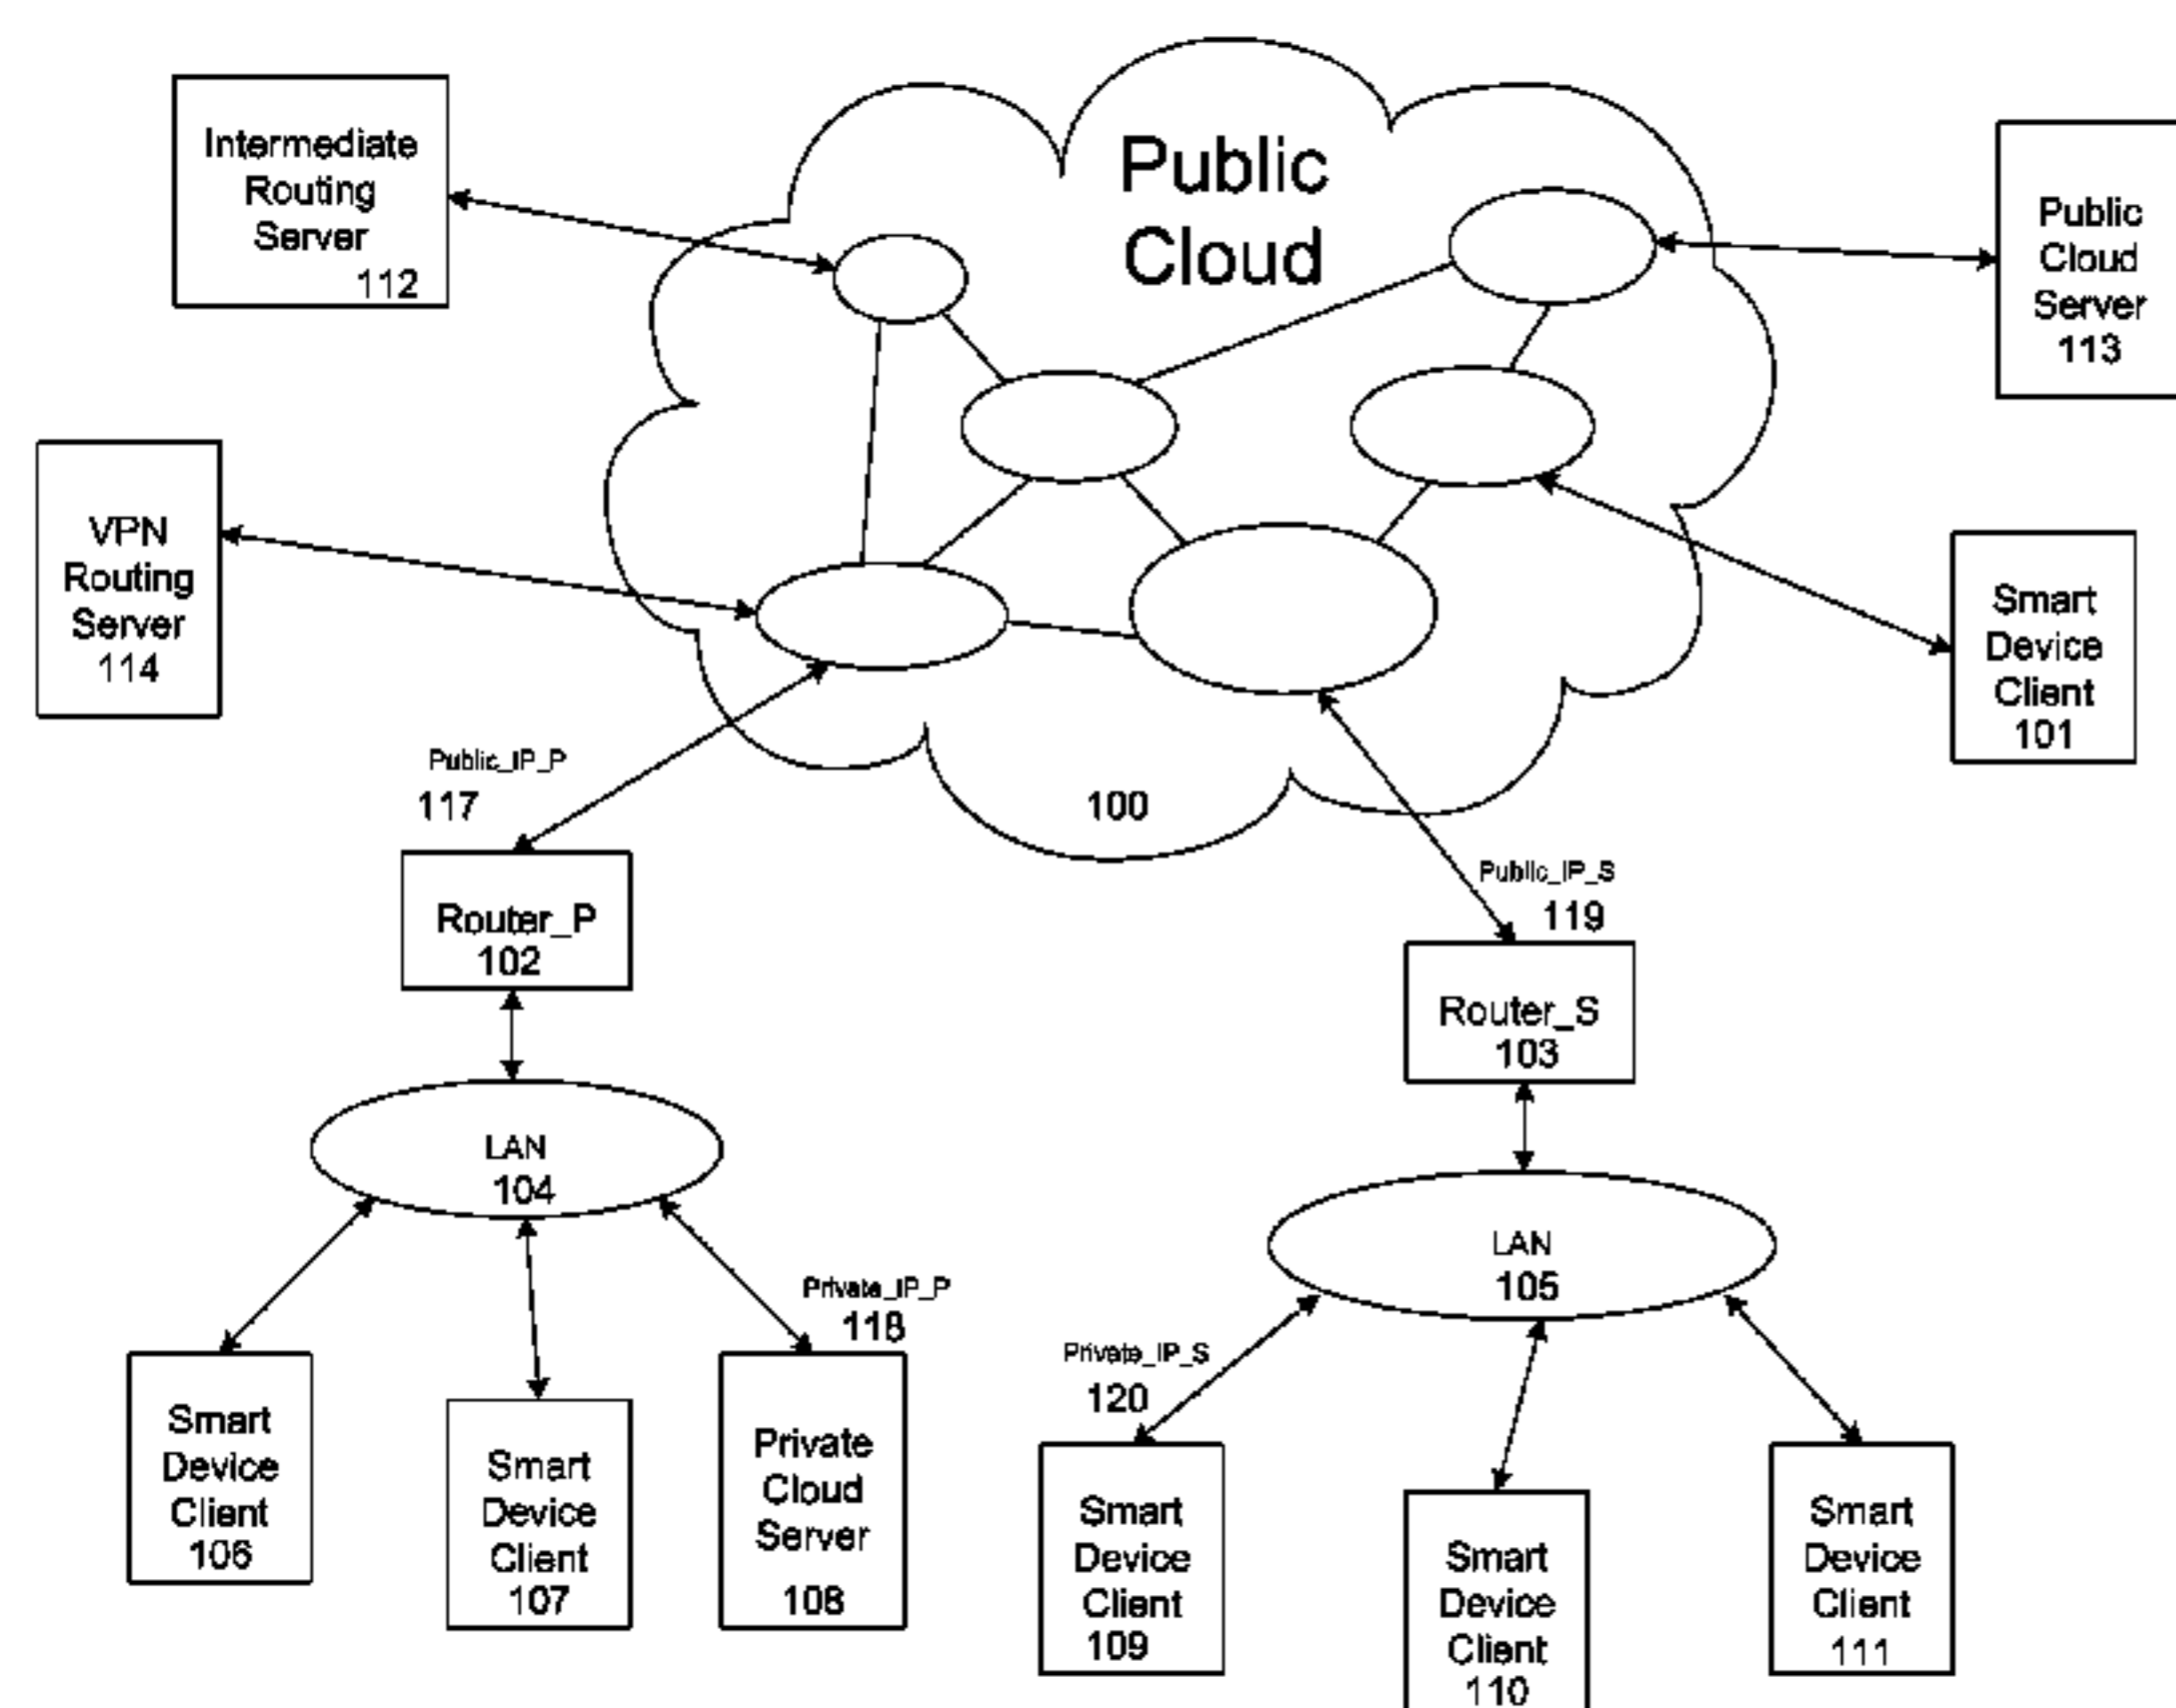 Public
Cloud
Intermediate
Routing
Server
112
Public
Cloud
Server
113
VPN
Routing
Server
114
Smart
Device
Client
101
Public_IP_P
117
100
Public_IP_S
119
Router_P
102
Router_S
103
LAN
104
LAN
105
Private_IP_P
118
Private_IP_S
120
Smart
Device
Client
106
Smart
Device
Client
107
Private
Cloud
Server
108
Smart
Device
Client
109
Smart
Device
Client
110
Smart
Device
Client
111